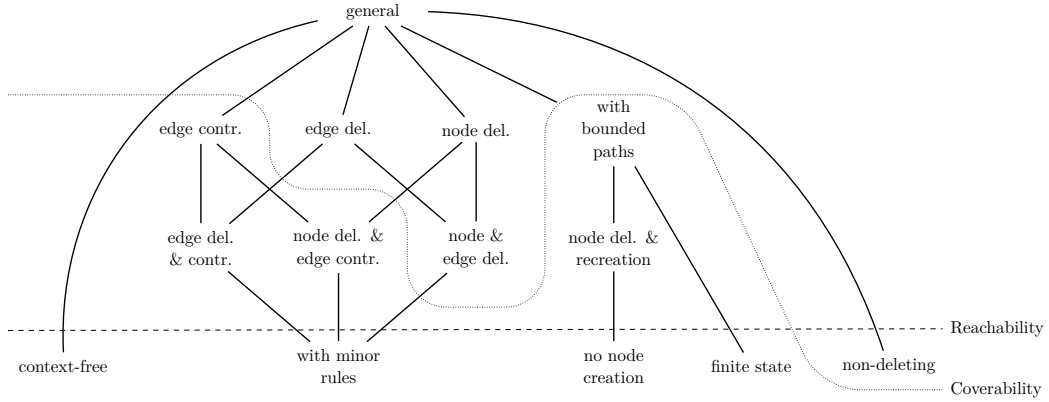 general
edge contr.
edge del.
node del.
with
bounded
paths
edge del.
& contr.
node del. &
edge contr.
node &
edge del.
node del. &
recreation
Reachability
context-free
with minor
rules
no node
creation
finite state
non-deleting
Coverability